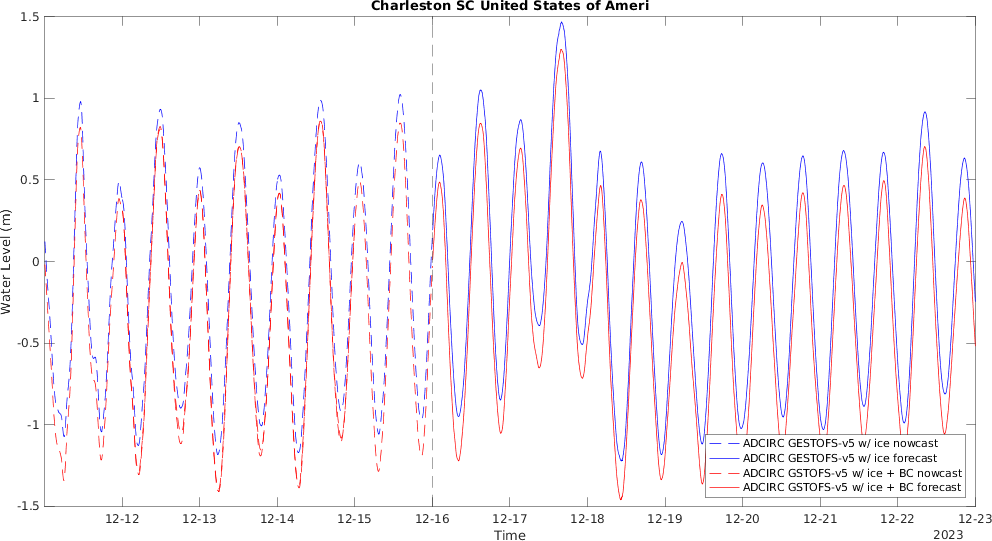 Charleston SC United States of Ameri
Water Level (m)
1.5
1
0.5
0
-0.5
-1
-1.5
ADCIRC GESTOFS-v5 w/ ice nowcast
ADCIRC GESTOFS-v5 w/ ice forecast
ADCIRC GSTOFS-v5 w/ ice + BC nowcast
ADCIRC GSTOFS-v5 w/ ice + BC forecast
12-12 12-13 12-14 12-15 12-16 12-17 12-18 12-19 12-20 12-21 12-22 12-23
Time
2023